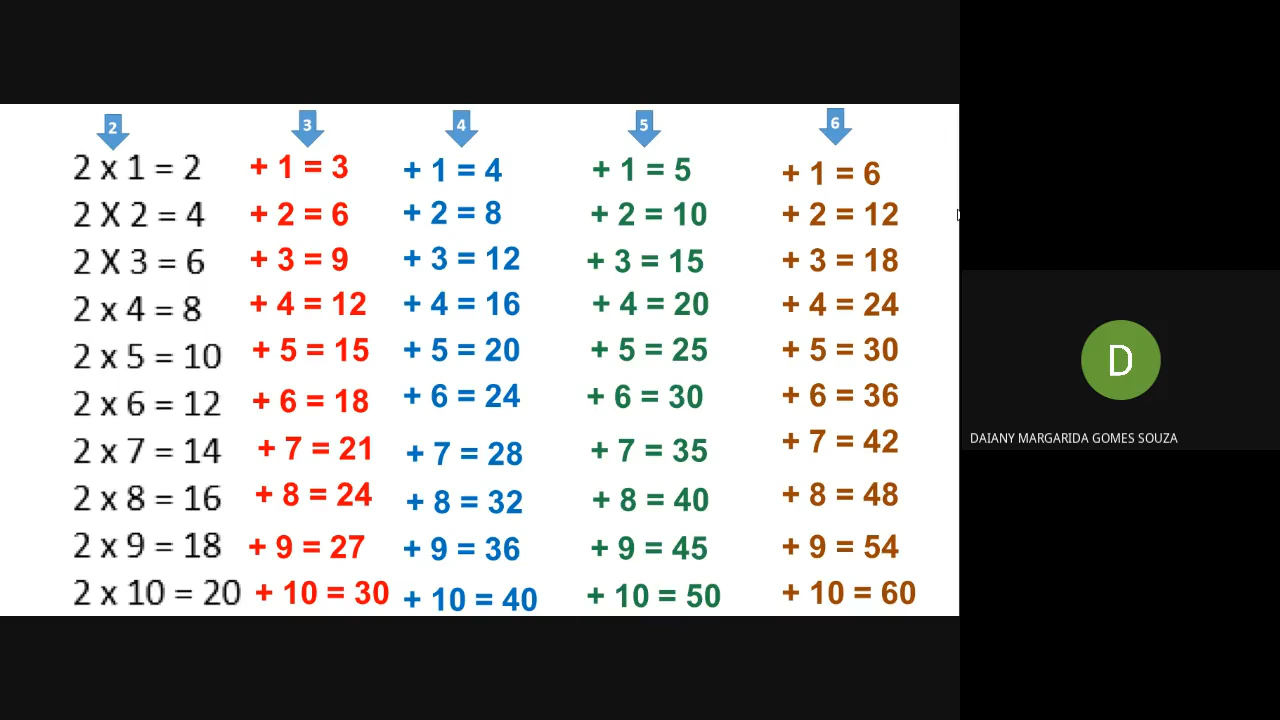 2 3 4 5 6
2 x 1 = 2 + 1 = 3 + 1 = 4 + 1 = 5 + 1 = 6
2 X 2 = 4 + 2 = 6 + 2 = 8 + 2 = 10 + 2 = 12
2 X 3 = 6 + 3 = 9 + 3 = 12 + 3 = 15 + 3 = 18
2 x 4 = 8 + 4 = 12 + 4 = 16 + 4 = 20 + 4 = 24
2 x 5 = 10 + 5 = 15 + 5 = 20 + 5 = 25 + 5 = 30
2 x 6 = 12 + 6 = 18 + 6 = 24 + 6 = 30 + 6 = 36
2 x 7 = 14 + 7 = 21 + 7 = 28 + 7 = 35 + 7 = 42
2 x 8 = 16 + 8 = 24 + 8 = 32 + 8 = 40 + 8 = 48
2 x 9 = 18 + 9 = 27 + 9 = 36 + 9 = 45 + 9 = 54
2 x 10 = 20 + 10 = 30 + 10 = 40 + 10 = 50 + 10 = 60
D
DAIANY MARGARIDA GOMES SOUZA